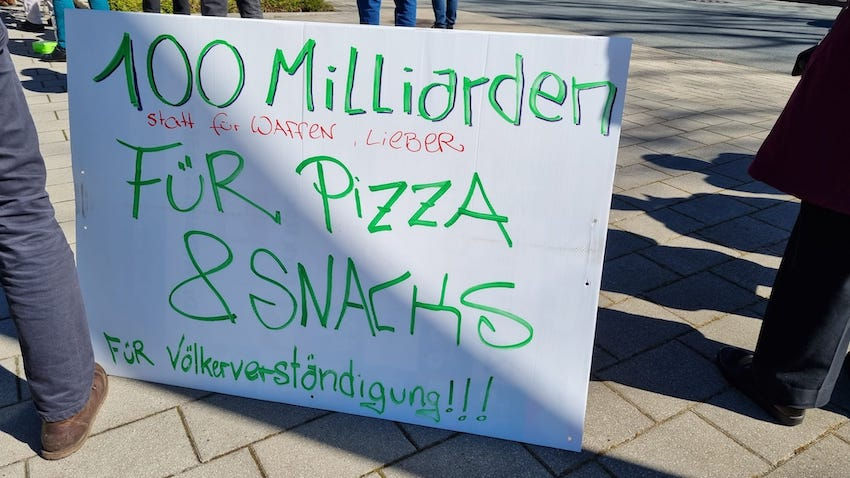 100 Milliarden
statt für WAFFEN, LIEBER
FÜR PiZZA
& SNACKS
FÜR Völkerverständigung!!!